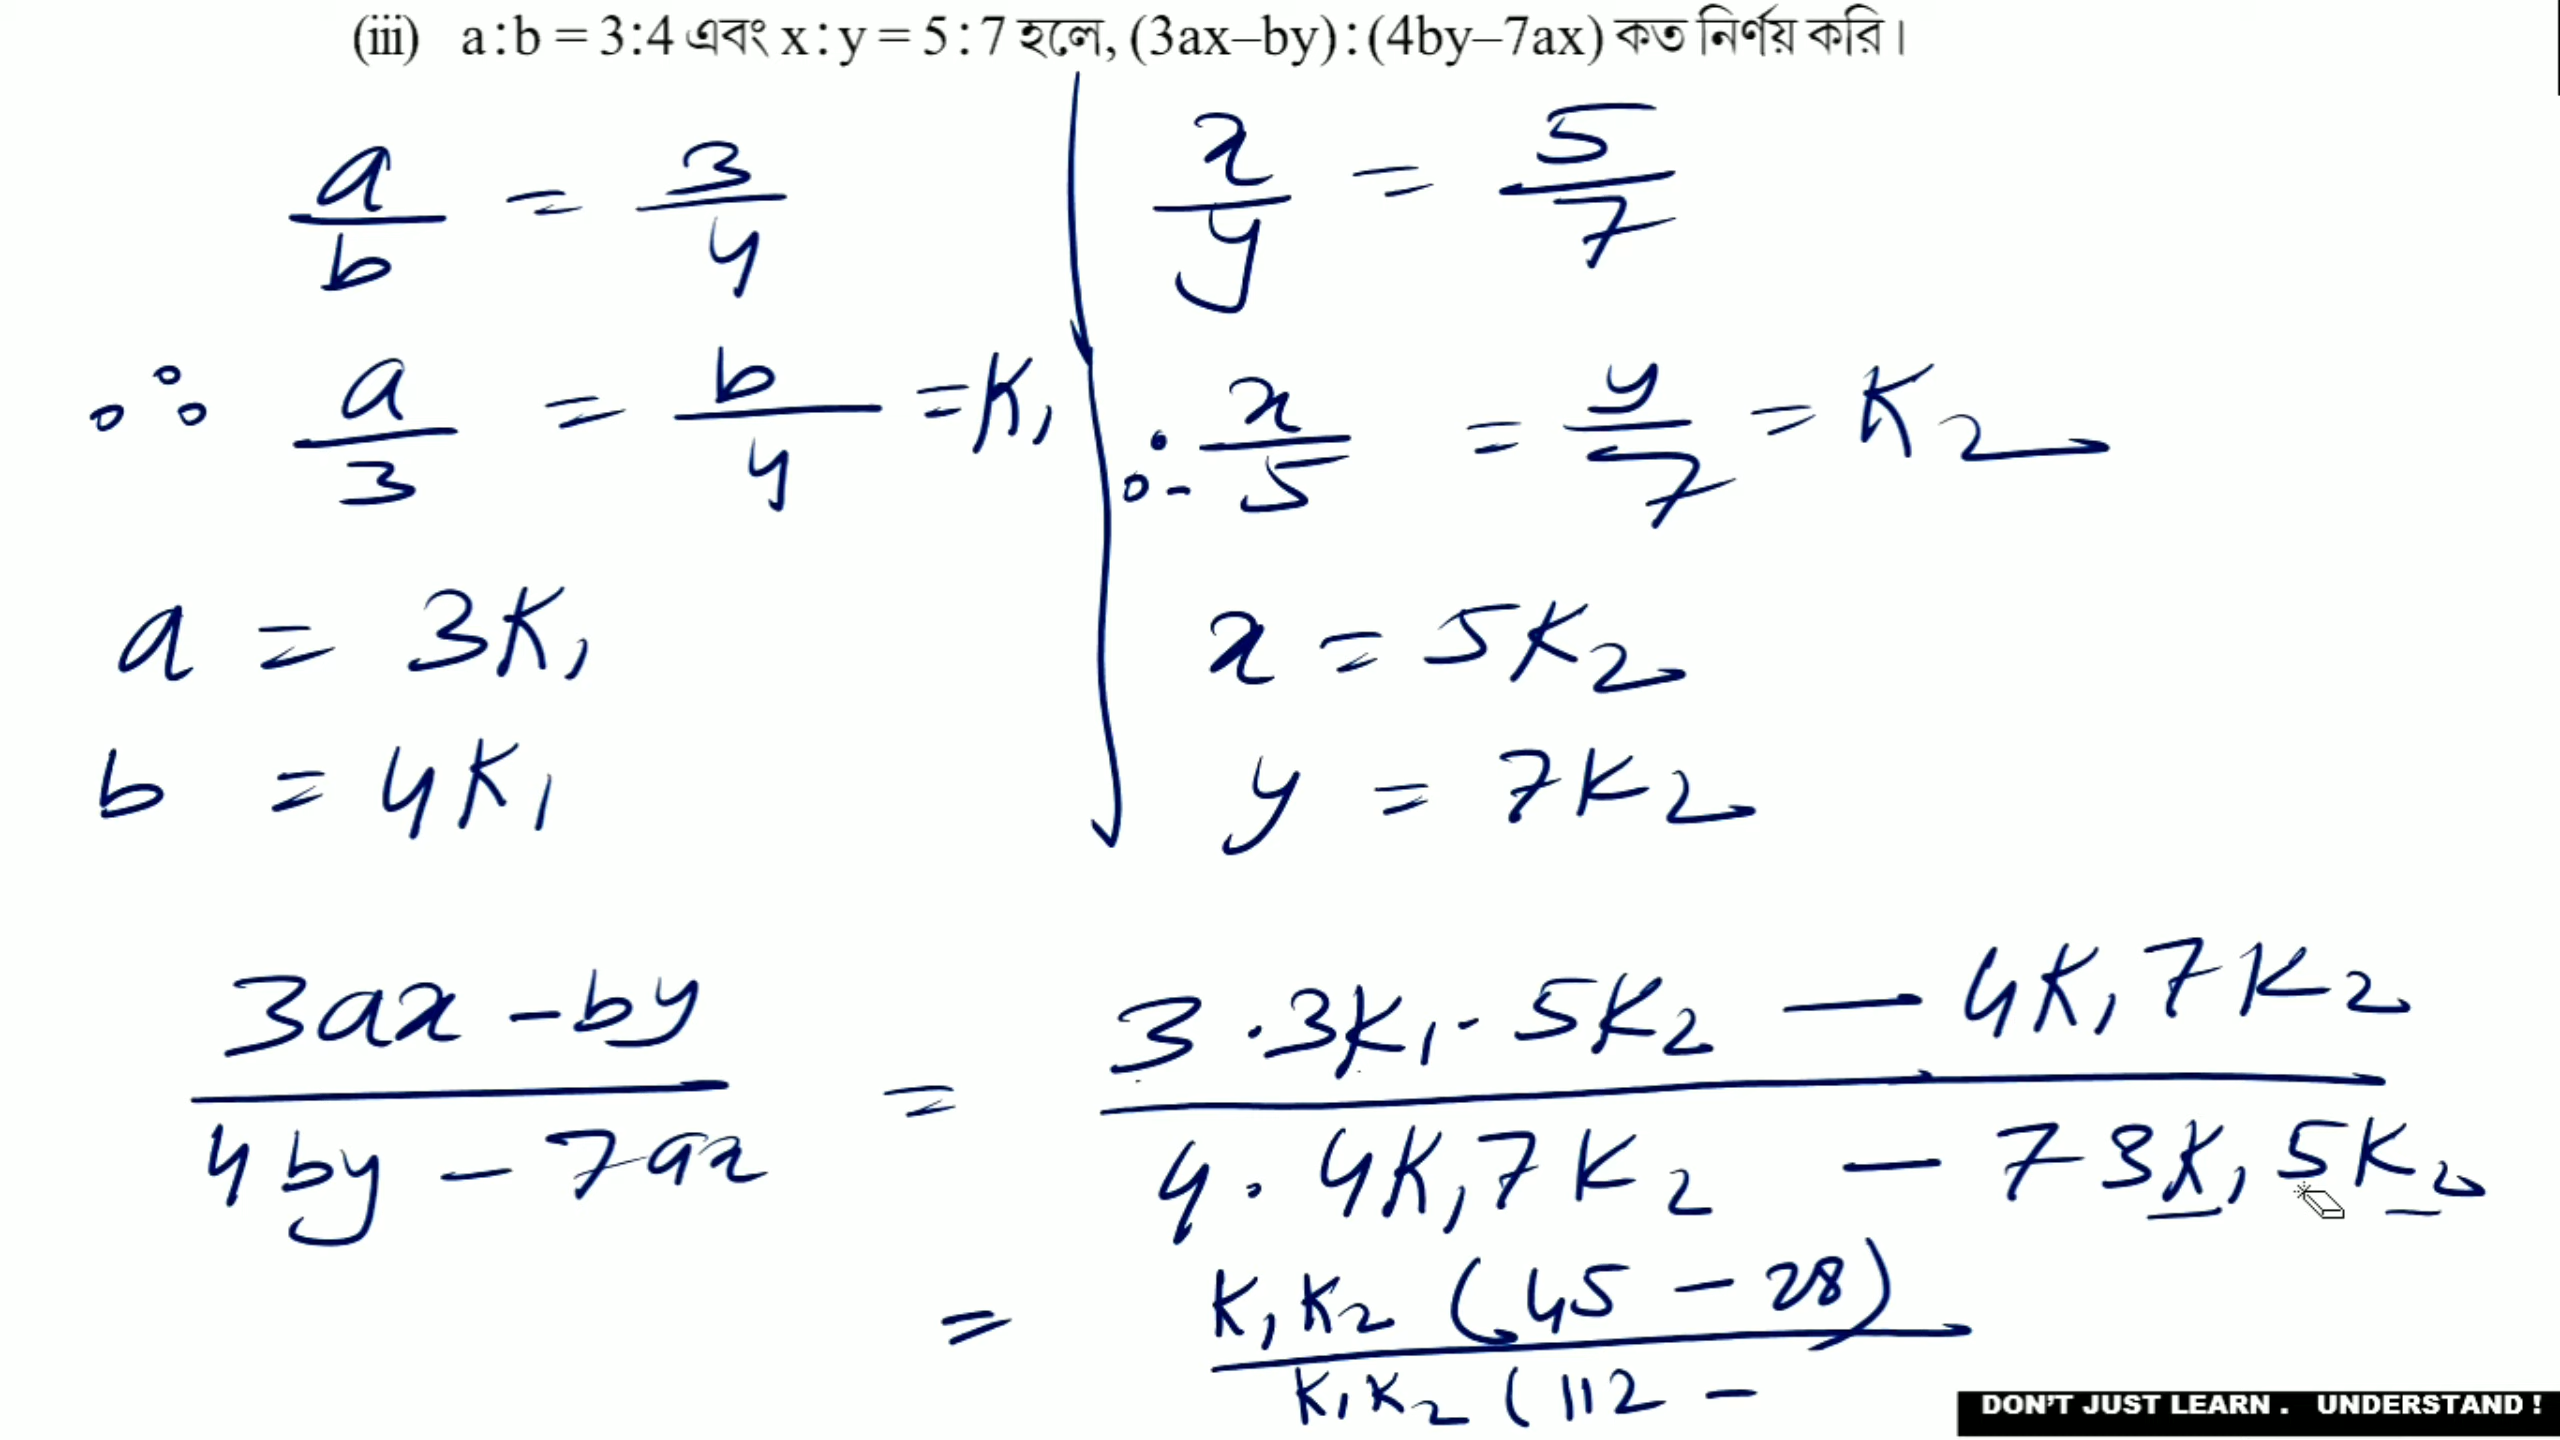 (iii) a:b = 3:4 এবং x:y = 5:7 হলে, (3ax–by):(4by–7ax) কত নির্ণয় করি।
a/b = 3/4
x/y = 5/7
∴ a/3 = b/4 = K₁
∴ x/5 = y/7 = K₂
a = 3K₁
x = 5K₂
b = 4K₁
y = 7K₂
3ax - by / 4by - 7ax = 3 · 3K₁ · 5K₂ — 4K₁ 7K₂ / 4 · 4K₁ 7K₂ — 7 3K₁ 5K₂
= K₁K₂ (45 - 28) / K₁K₂ (112 -
DON'T JUST LEARN . UNDERSTAND !